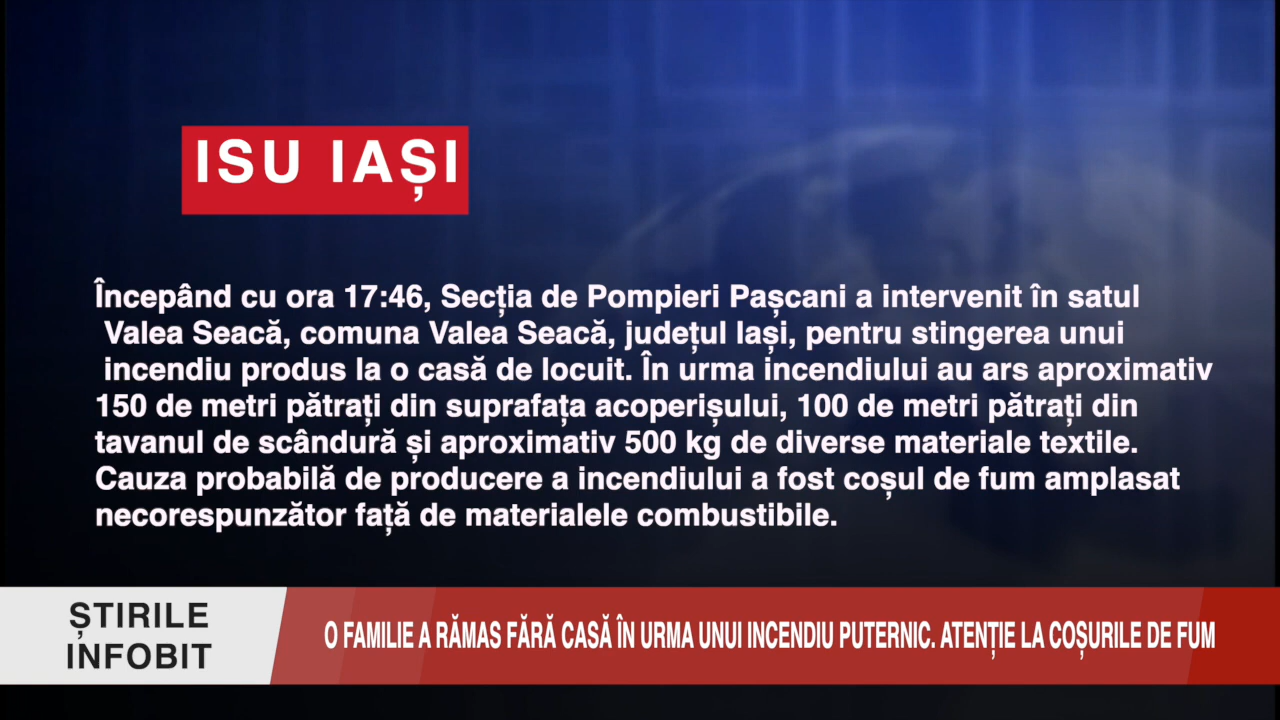 ISU IAȘI
Începând cu ora 17:46, Secția de Pompieri Pașcani a intervenit în satul
Valea Seacă, comuna Valea Seacă, județul Iași, pentru stingerea unui
incendiu produs la o casă de locuit. În urma incendiului au ars aproximativ
150 de metri pătrați din suprafața acoperișului, 100 de metri pătrați din
tavanul de scândură și aproximativ 500 kg de diverse materiale textile.
Cauza probabilă de producere a incendiului a fost coșul de fum amplasat
necorespunzător față de materialele combustibile.
ȘTIRILE
INFOBIT
O FAMILIE A RĂMAS FĂRĂ CASĂ ÎN URMA UNUI INCENDIU PUTERNIC. ATENȚIE LA COȘURILE DE FUM